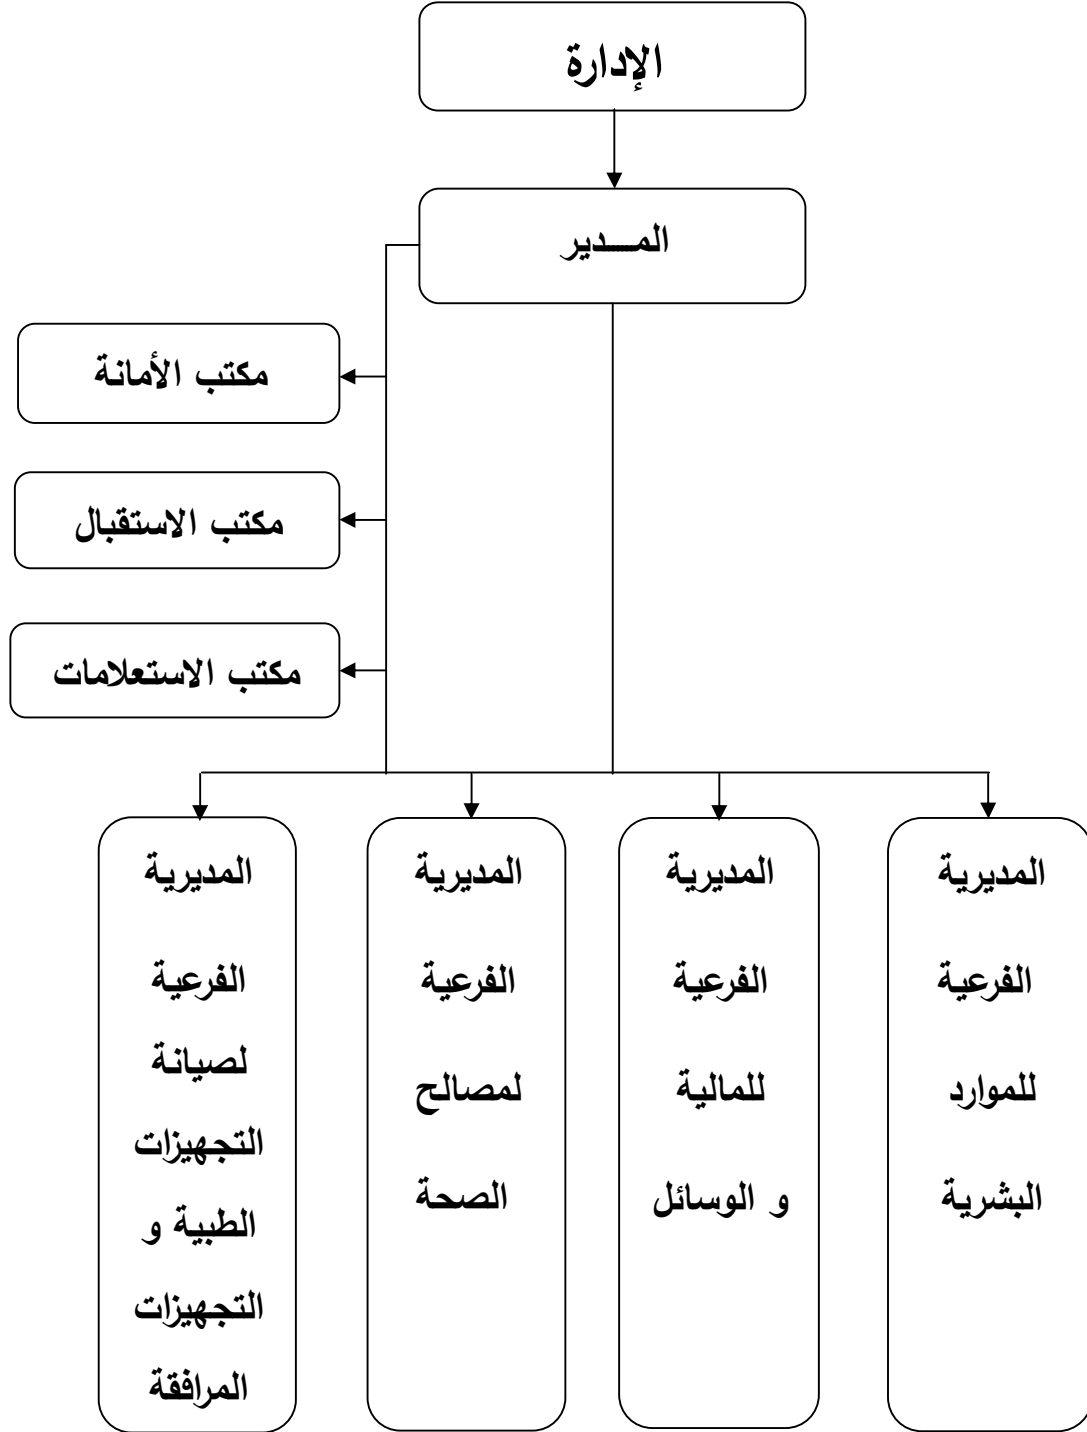 الإدارة
المـــدير
مكتب الأمانة
مكتب الاستقبال
مكتب الاستعلامات
المديرية
الفرعية
للموارد
البشرية
المديرية
الفرعية
للمالية
و الوسائل
المديرية
الفرعية
لمصالح
الصحة
المديرية
الفرعية
لصيانة
التجهيزات
الطبية و
التجهيزات
المرافقة